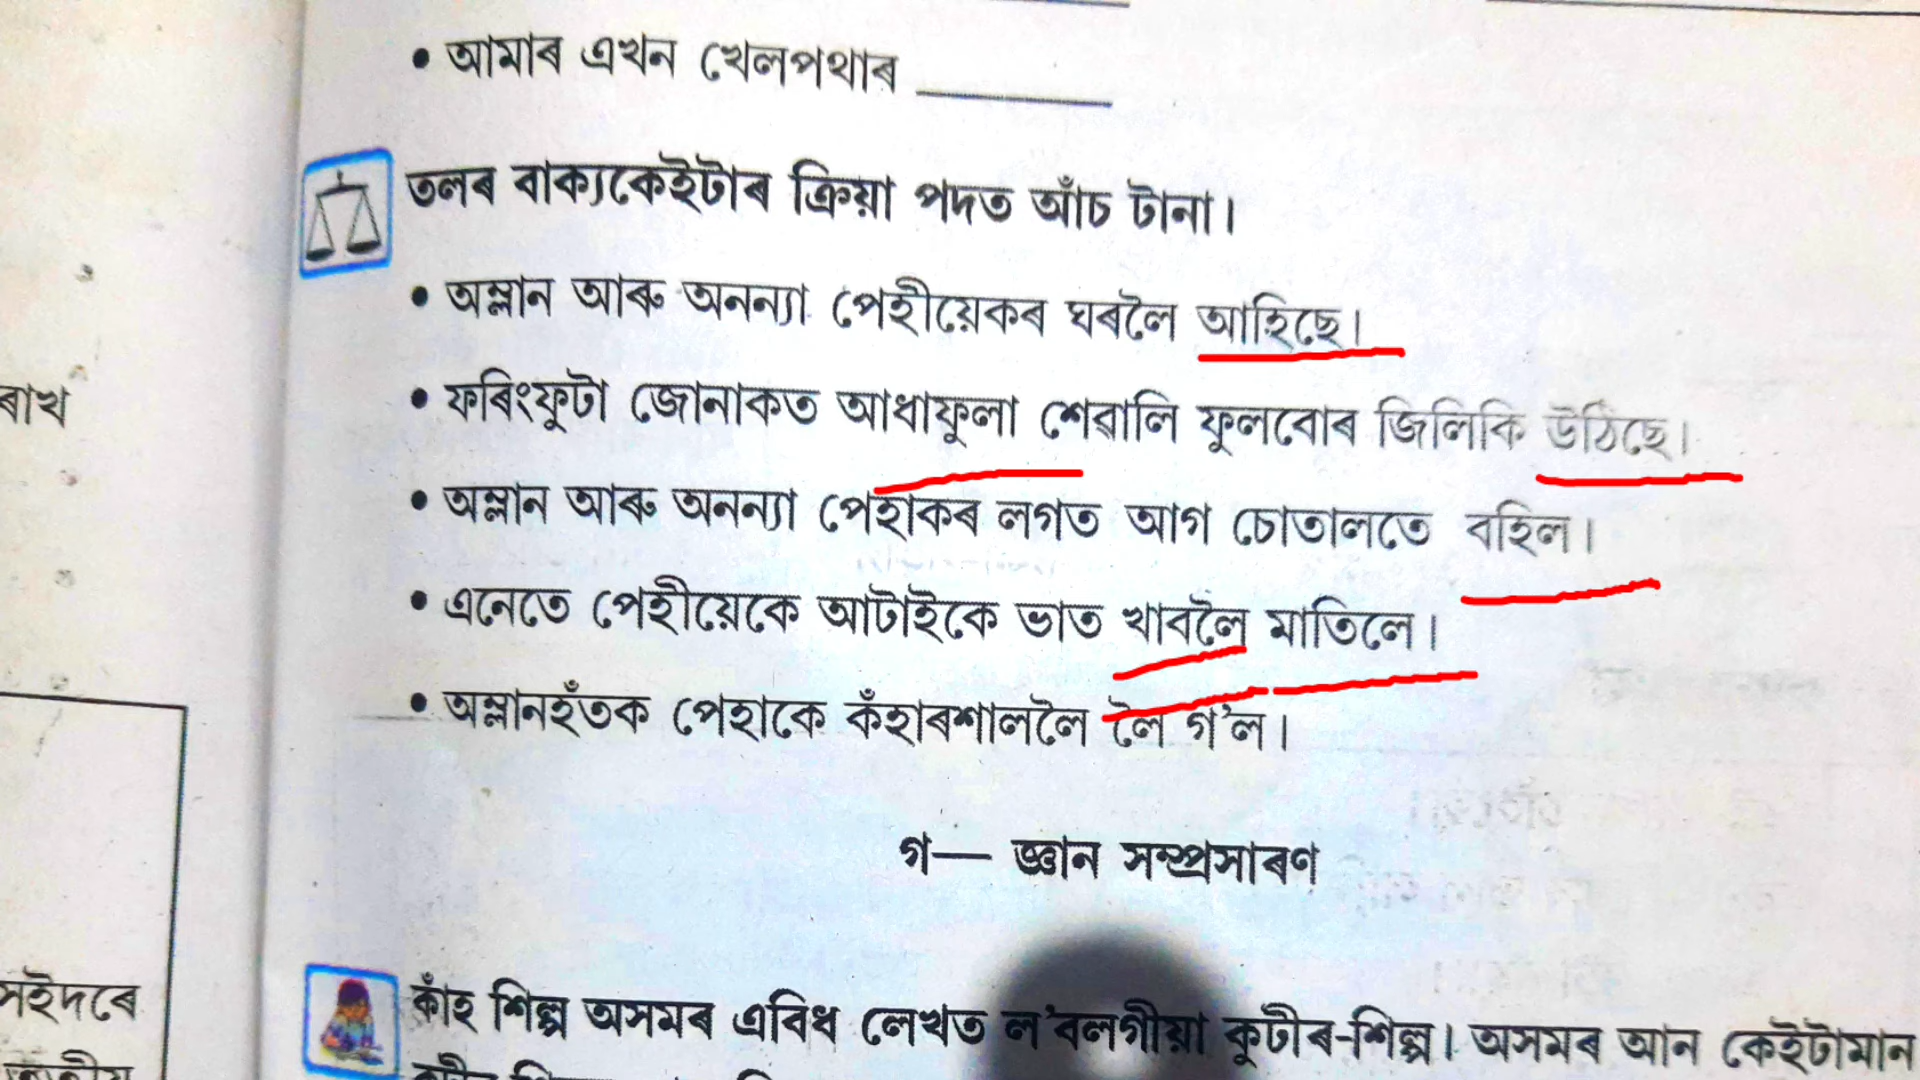 • আমাৰ এখন খেলপথাৰ ________
তলৰ বাক্যকেইটাৰ ক্ৰিয়া পদত আঁচ টানা।
• অম্লান আৰু অনন্যা পেহীয়েকৰ ঘৰলৈ আহিছে।
ৰাখ
• ফৰিংফুটা জোনাকত আধাফুলা শেৱালি ফুলবোৰ জিলিকি উঠিছে।
• অম্লান আৰু অনন্যা পেহাকৰ লগত আগ চোতালতে বহিল।
• এনেতে পেহীয়েকে আটাইকে ভাত খাবলৈ মাতিলে।
• অম্লানহঁতক পেহাকে কঁহাৰশাললৈ লৈ গ'ল।
গ— জ্ঞান সম্প্ৰসাৰণ
সইদৰে
কাঁহ শিল্প অসমৰ এবিধ লেখত ল'বলগীয়া কুটীৰ-শিল্প। অসমৰ আন কেইটামান